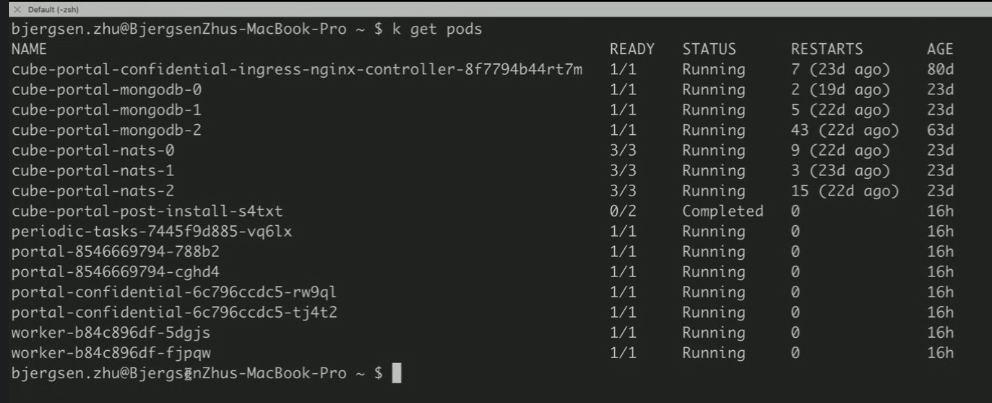 Default (-zsh)
bjergsen.zhu@BjergsenZhus-MacBook-Pro ~ $ k get pods
NAME READY STATUS RESTARTS AGE
cube-portal-confidential-ingress-nginx-controller-8f7794b44rt7m 1/1 Running 7 (23d ago) 80d
cube-portal-mongodb-0 1/1 Running 2 (19d ago) 23d
cube-portal-mongodb-1 1/1 Running 5 (22d ago) 23d
cube-portal-mongodb-2 1/1 Running 43 (22d ago) 63d
cube-portal-nats-0 3/3 Running 9 (22d ago) 23d
cube-portal-nats-1 3/3 Running 3 (23d ago) 23d
cube-portal-nats-2 3/3 Running 15 (22d ago) 23d
cube-portal-post-install-s4txt 0/2 Completed 0 16h
periodic-tasks-7445f9d885-vq6lx 1/1 Running 0 16h
portal-8546669794-788b2 1/1 Running 0 16h
portal-8546669794-cghd4 1/1 Running 0 16h
portal-confidential-6c796ccdc5-rw9ql 1/1 Running 0 16h
portal-confidential-6c796ccdc5-tj4t2 1/1 Running 0 16h
worker-b84c896df-5dgjs 1/1 Running 0 16h
worker-b84c896df-fjpqw 1/1 Running 0 16h
bjergsen.zhu@BjergsenZhus-MacBook-Pro ~ $